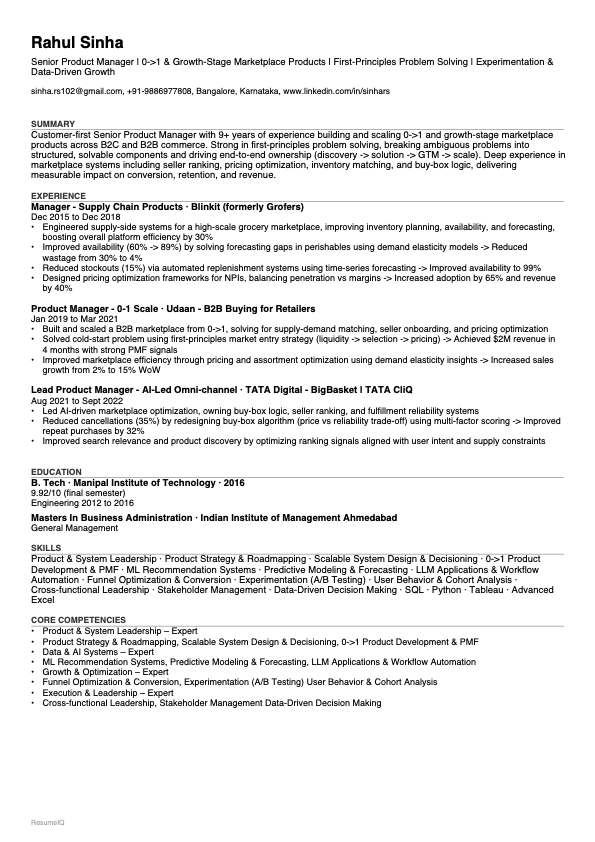 Rahul Sinha
Senior Product Manager | 0->1 & Growth-Stage Marketplace Products | First-Principles Problem Solving | Experimentation &
Data-Driven Growth
sinha.rs102@gmail.com, +91-9886977808, Bangalore, Karnataka, www.linkedin.com/in/sinhars
SUMMARY
Customer-first Senior Product Manager with 9+ years of experience building and scaling 0->1 and growth-stage marketplace
products across B2C and B2B commerce. Strong in first-principles problem solving, breaking ambiguous problems into
structured, solvable components and driving end-to-end ownership (discovery -> solution -> GTM -> scale). Deep experience in
marketplace systems including seller ranking, pricing optimization, inventory matching, and buy-box logic, delivering
measurable impact on conversion, retention, and revenue.
EXPERIENCE
Manager - Supply Chain Products · Blinkit (formerly Grofers)
Dec 2015 to Dec 2018
• Engineered supply-side systems for a high-scale grocery marketplace, improving inventory planning, availability, and forecasting,
boosting overall platform efficiency by 30%
• Improved availability (60% -> 89%) by solving forecasting gaps in perishables using demand elasticity models -> Reduced
wastage from 30% to 4%
• Reduced stockouts (15%) via automated replenishment systems using time-series forecasting -> Improved availability to 99%
• Designed pricing optimization frameworks for NPIs, balancing penetration vs margins -> Increased adoption by 65% and revenue
by 40%
Product Manager - 0-1 Scale · Udaan - B2B Buying for Retailers
Jan 2019 to Mar 2021
• Built and scaled a B2B marketplace from 0->1, solving for supply-demand matching, seller onboarding, and pricing optimization
• Solved cold-start problem using first-principles market entry strategy (liquidity -> selection -> pricing) -> Achieved $2M revenue in
4 months with strong PMF signals
• Improved marketplace efficiency through pricing and assortment optimization using demand elasticity insights -> Increased sales
growth from 2% to 15% WoW
Lead Product Manager - AI-Led Omni-channel · TATA Digital - BigBasket | TATA CliQ
Aug 2021 to Sept 2022
• Led AI-driven marketplace optimization, owning buy-box logic, seller ranking, and fulfillment reliability systems
• Reduced cancellations (35%) by redesigning buy-box algorithm (price vs reliability trade-off) using multi-factor scoring -> Improved
repeat purchases by 32%
• Improved search relevance and product discovery by optimizing ranking signals aligned with user intent and supply constraints
EDUCATION
B. Tech · Manipal Institute of Technology · 2016
9.92/10 (final semester)
Engineering 2012 to 2016
Masters In Business Administration · Indian Institute of Management Ahmedabad
General Management
SKILLS
Product & System Leadership · Product Strategy & Roadmapping · Scalable System Design & Decisioning · 0->1 Product
Development & PMF · ML Recommendation Systems · Predictive Modeling & Forecasting · LLM Applications & Workflow
Automation · Funnel Optimization & Conversion · Experimentation (A/B Testing) · User Behavior & Cohort Analysis ·
Cross-functional Leadership · Stakeholder Management · Data-Driven Decision Making · SQL · Python · Tableau · Advanced
Excel
CORE COMPETENCIES
• Product & System Leadership – Expert
• Product Strategy & Roadmapping, Scalable System Design & Decisioning, 0->1 Product Development & PMF
• Data & AI Systems – Expert
• ML Recommendation Systems, Predictive Modeling & Forecasting, LLM Applications & Workflow Automation
• Growth & Optimization – Expert
• Funnel Optimization & Conversion, Experimentation (A/B Testing) User Behavior & Cohort Analysis
• Execution & Leadership – Expert
• Cross-functional Leadership, Stakeholder Management Data-Driven Decision Making
ResumeIQ